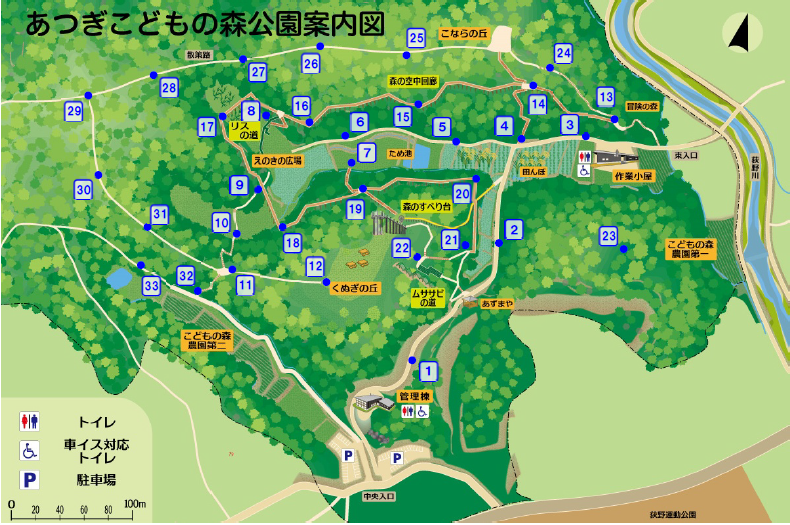 あつぎこどもの森公園案内図
こならの丘
散策路
25
26
27
28
29
24
森の空中回廊
14
13
冒険の森
15
16
8
17
リス
の道
6
5
4
3
7
ため池
えのきの広場
田んぼ
作業小屋
東入口
荻野川
9
30
19
20
森のすべり台
31
10
18
22
21
2
23
こどもの森
農園第一
33
32
11
12
くぬぎの丘
ムササビ
の道
あずまや
こどもの森
農園第二
1
管理棟
トイレ
車イス対応
トイレ
P
駐車場
P
P
中央入口
0 20 40 60 80 100m
荻野運動公園